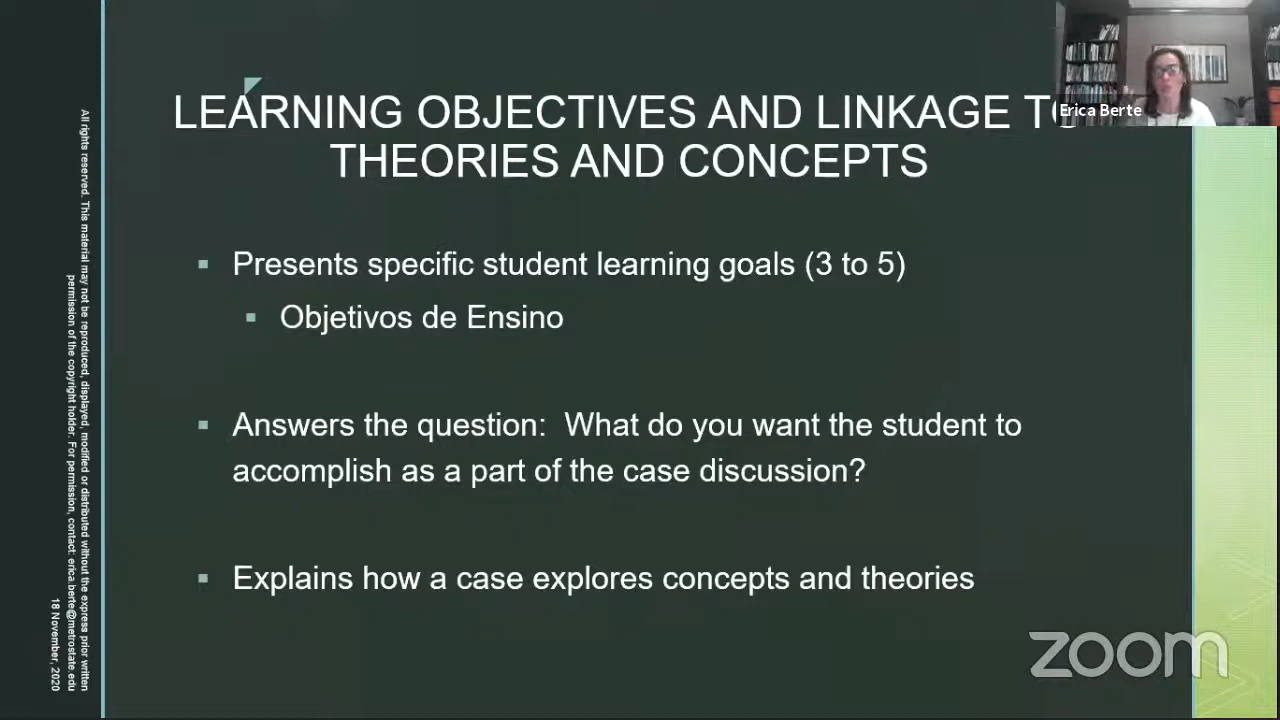 LEARNING OBJECTIVES AND LINKAGE TO
THEORIES AND CONCEPTS
Erica Berte
▪ Presents specific student learning goals (3 to 5)
▪ Objetivos de Ensino
▪ Answers the question:  What do you want the student to
accomplish as a part of the case discussion?
▪ Explains how a case explores concepts and theories
zoom
All rights reserved. This material may not be reproduced, displayed, modified or distributed without the express prior written
permission of the copyright holder. For permission, contact: erica.berte@metrostate.edu
18 November, 2020